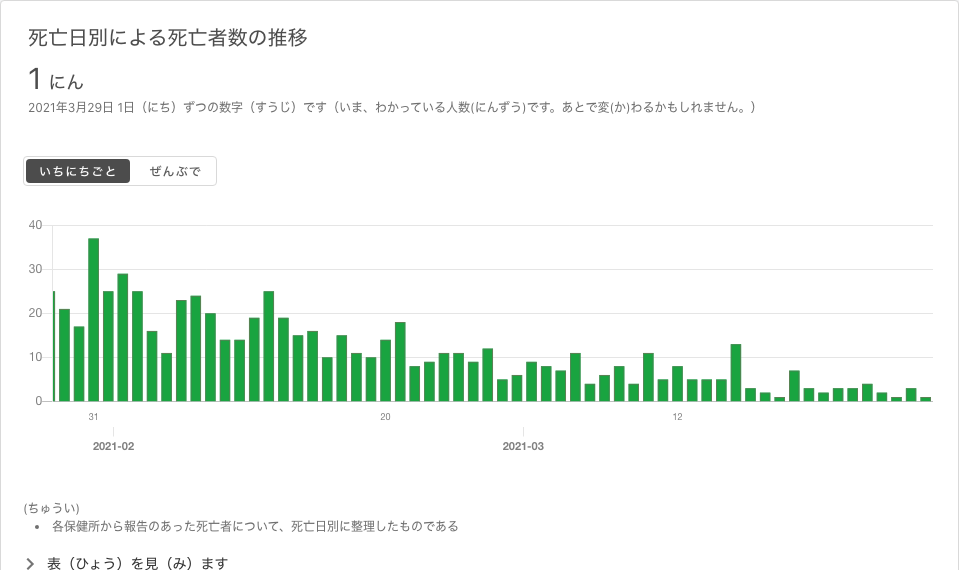 死亡日別による死亡者数の推移
1 にん
2021年3月29日 1日（にち）ずつの数字（すうじ）です（いま、わかっている人数(にんずう)です。あとで変(か)わるかもしれません。）
いちにちごと ぜんぶで
40
30
20
10
0
31 20 12
2021-02 2021-03
(ちゅうい)
• 各保健所から報告のあった死亡者について、死亡日別に整理したものである
表（ひょう）を見（み）ます